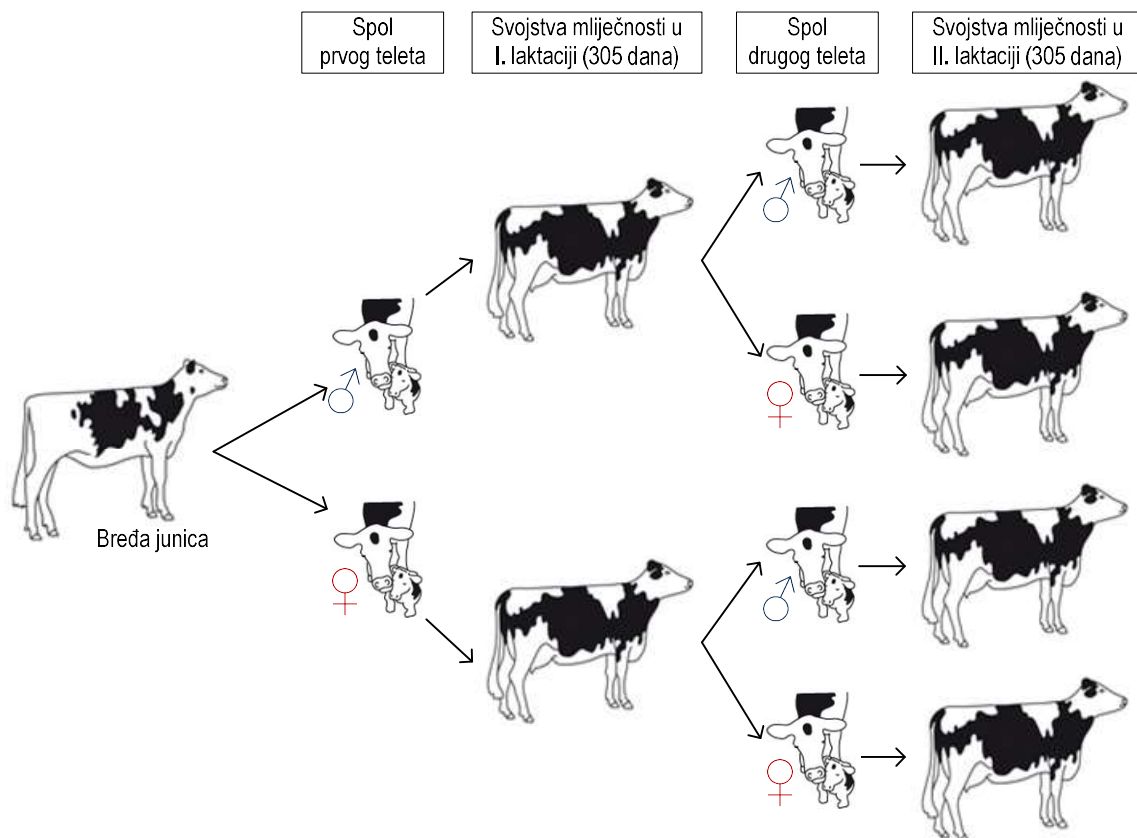 Spol
prvog teleta
Svojstva mliječnosti u
I. laktaciji (305 dana)
Spol
drugog teleta
Svojstva mliječnosti u
II. laktaciji (305 dana)
Bređa junica